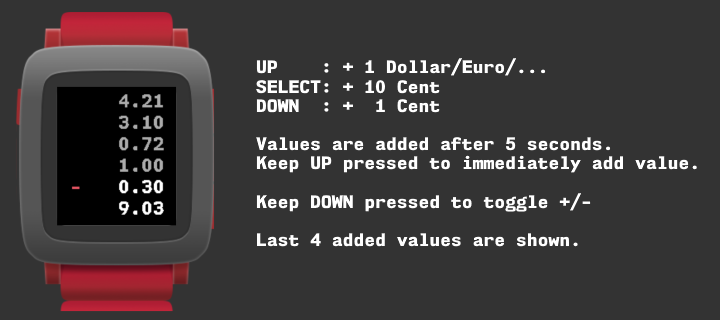 4.21
3.10
0.72
1.00
- 0.30
9.03
UP    : + 1 Dollar/Euro/...
SELECT: + 10 Cent
DOWN  : +  1 Cent
Values are added after 5 seconds.
Keep UP pressed to immediately add value.
Keep DOWN pressed to toggle +/-
Last 4 added values are shown.